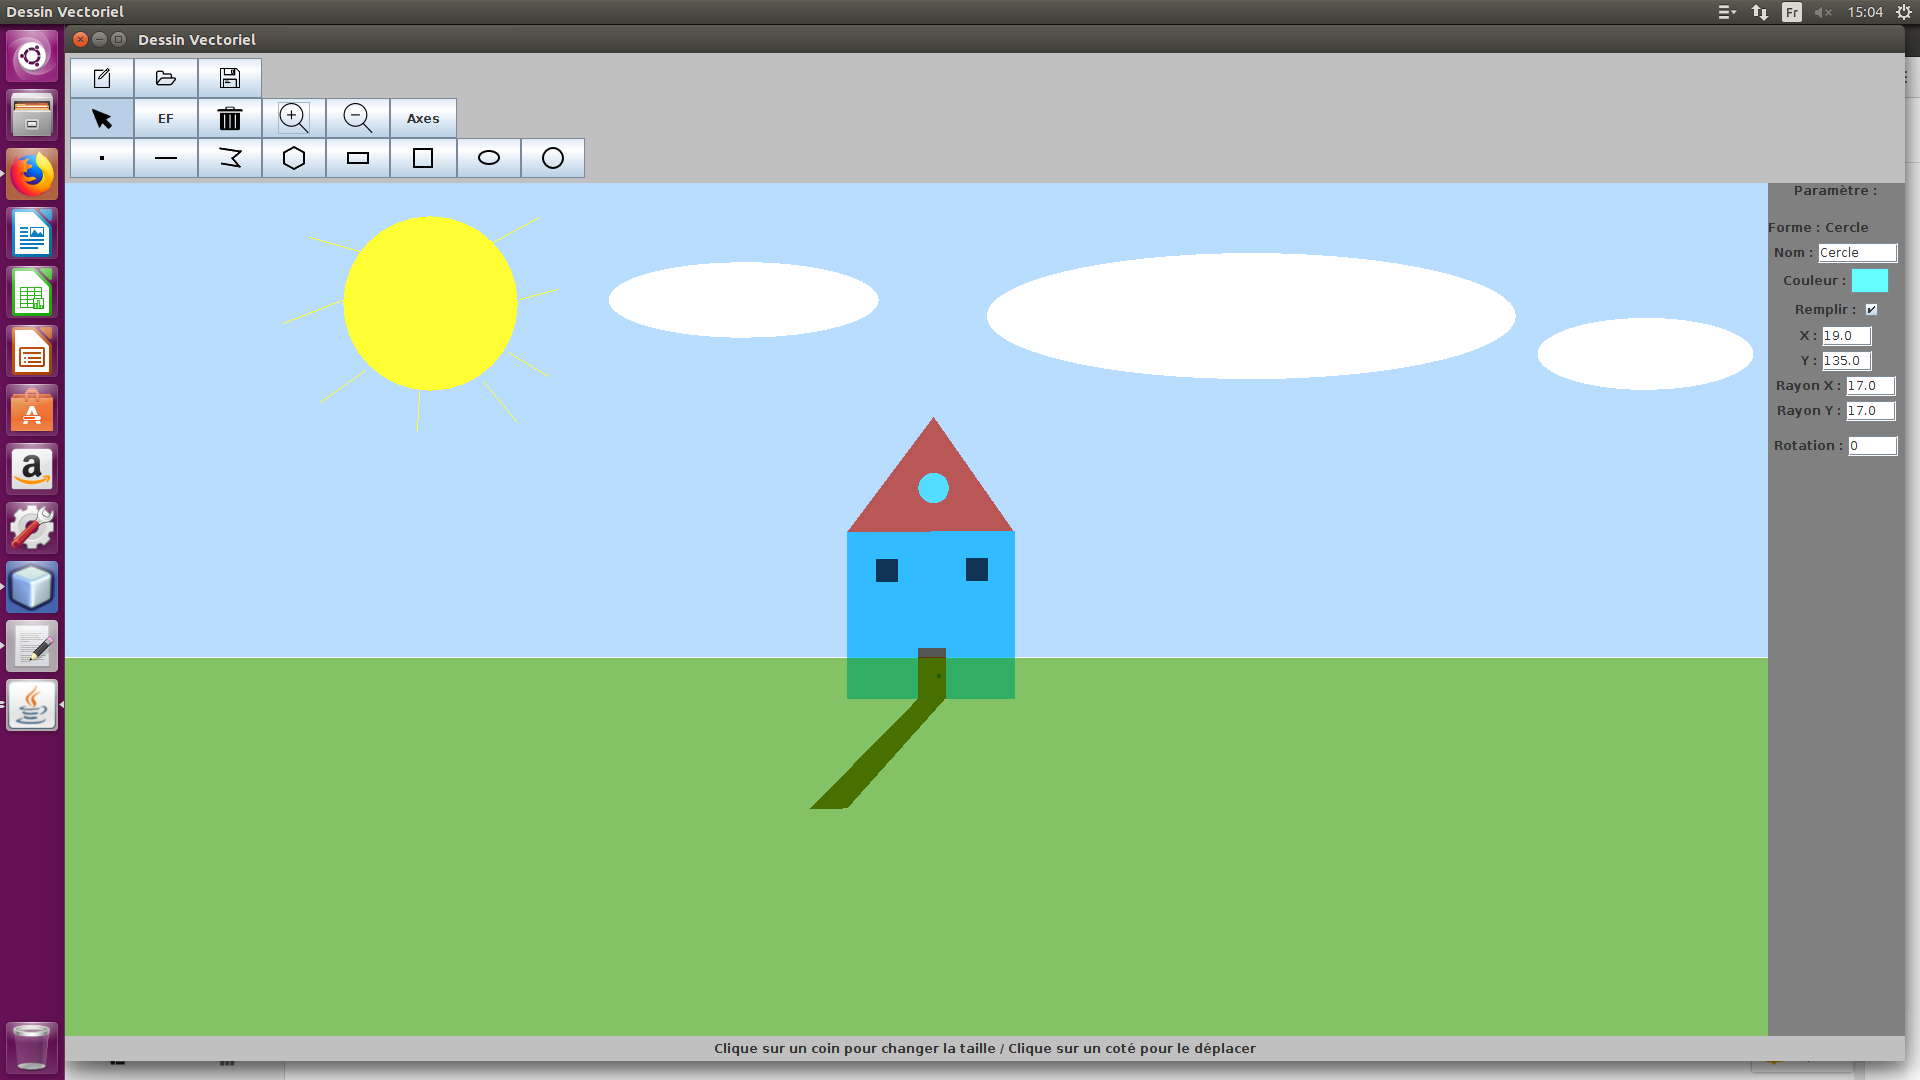 Dessin Vectoriel
Fr
15:04
Dessin Vectoriel
EF
Axes
Paramètre :
Forme : Cercle
Nom : Cercle
Couleur :
Remplir :
X : 19.0
Y : 135.0
Rayon X : 17.0
Rayon Y : 17.0
Rotation : 0
Clique sur un coin pour changer la taille / Clique sur un coté pour le déplacer